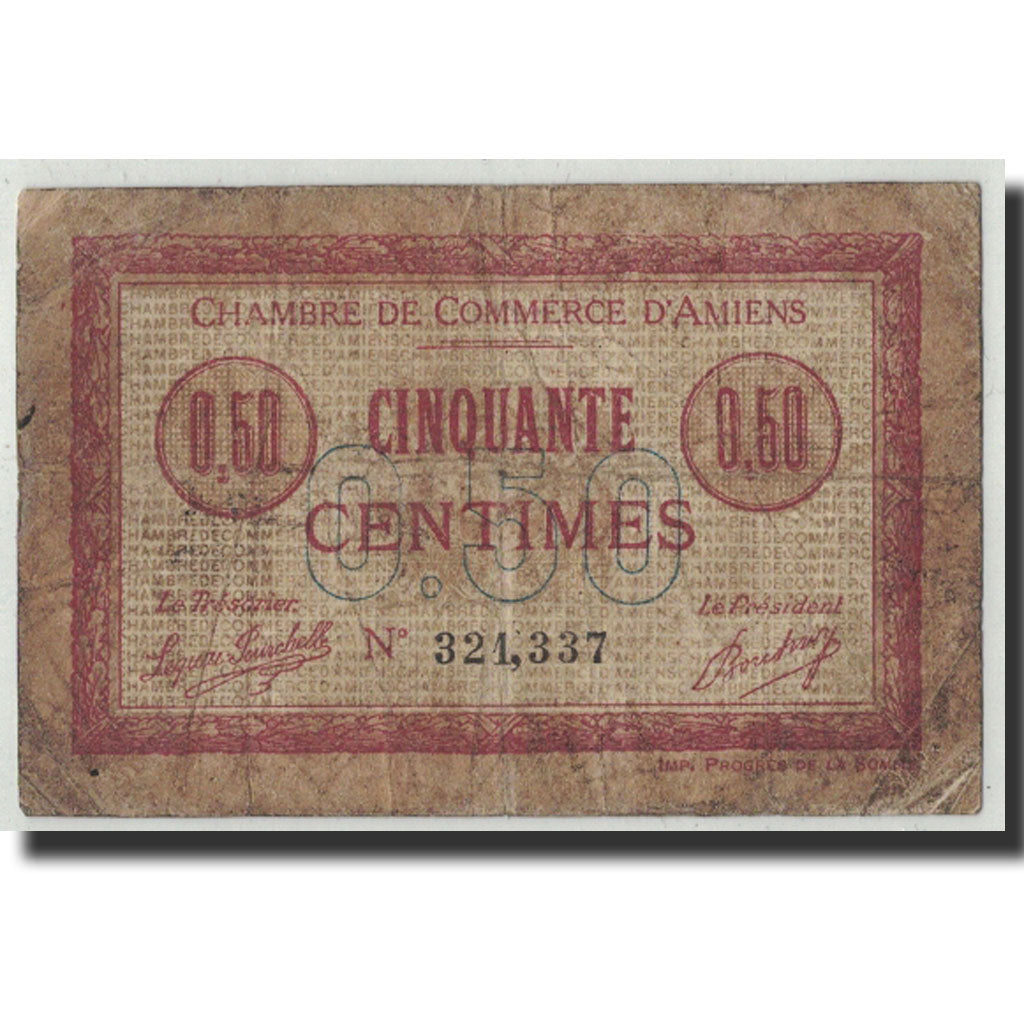 CHAMBRE DE COMMERCE D'AMIENS
0,50 CINQUANTE 0,50
0.50
CENTIMES
Le Trésorier Le Président
N° 321,337
IMP. PROGRÈS DE LA SOMME